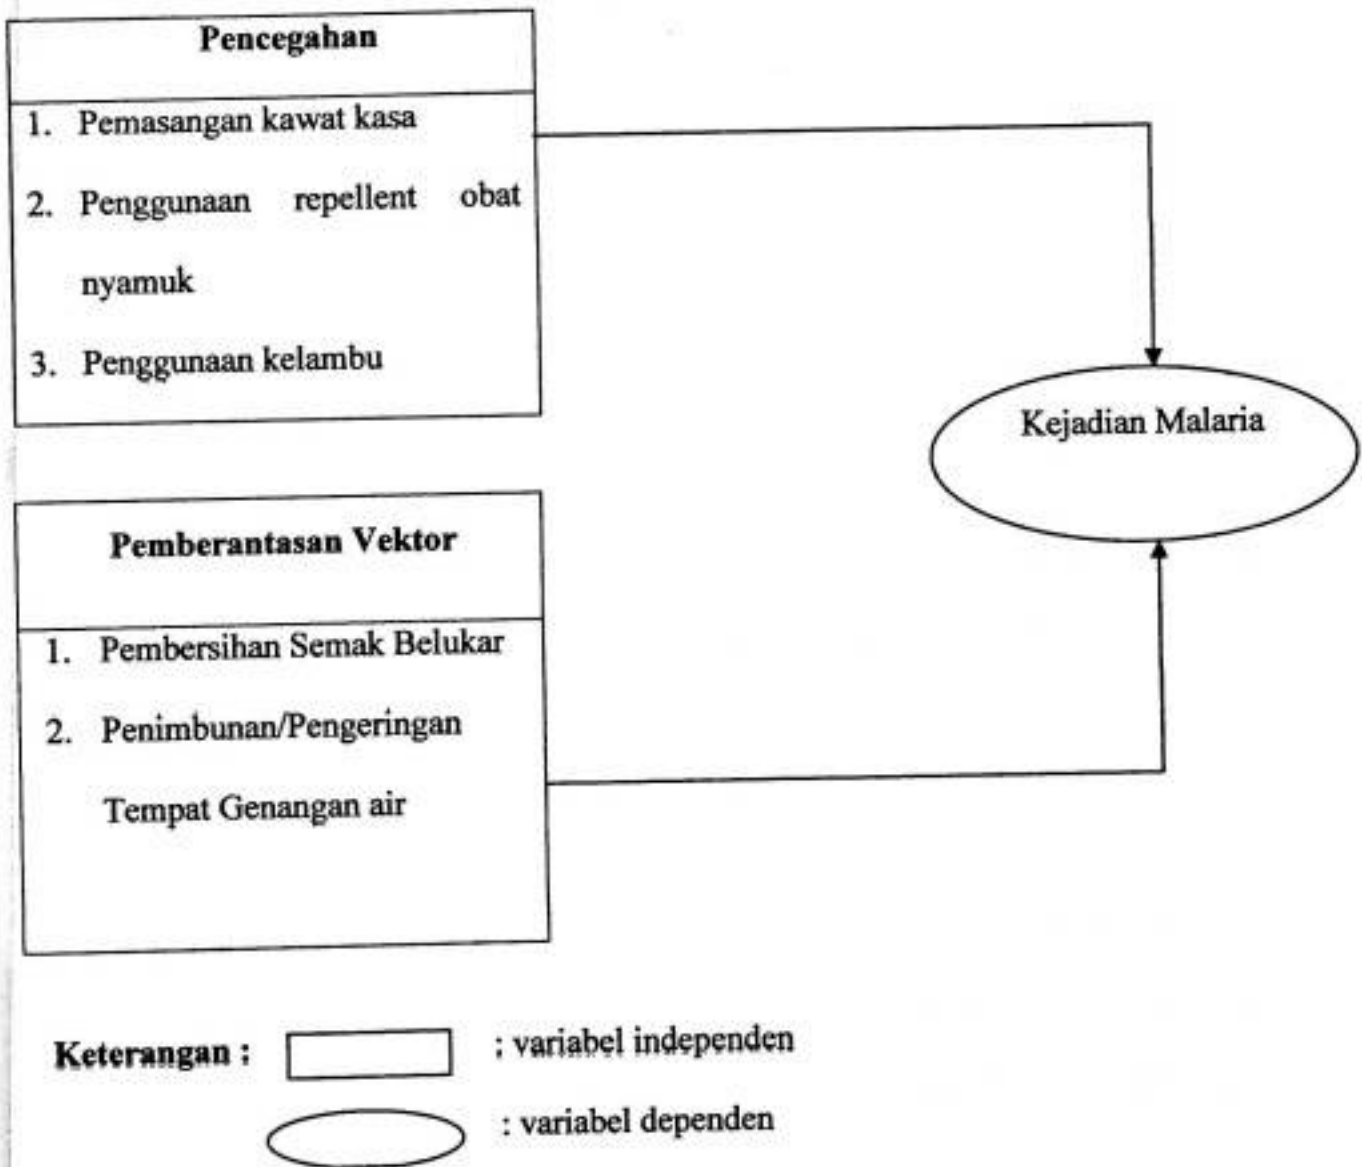 Pencegahan
1. Pemasangan kawat kasa
2. Penggunaan repellent obat
nyamuk
3. Penggunaan kelambu
Kejadian Malaria
Pemberantasan Vektor
1. Pembersihan Semak Belukar
2. Penimbunan/Pengeringan
Tempat Genangan air
Keterangan : ; variabel independen
: variabel dependen